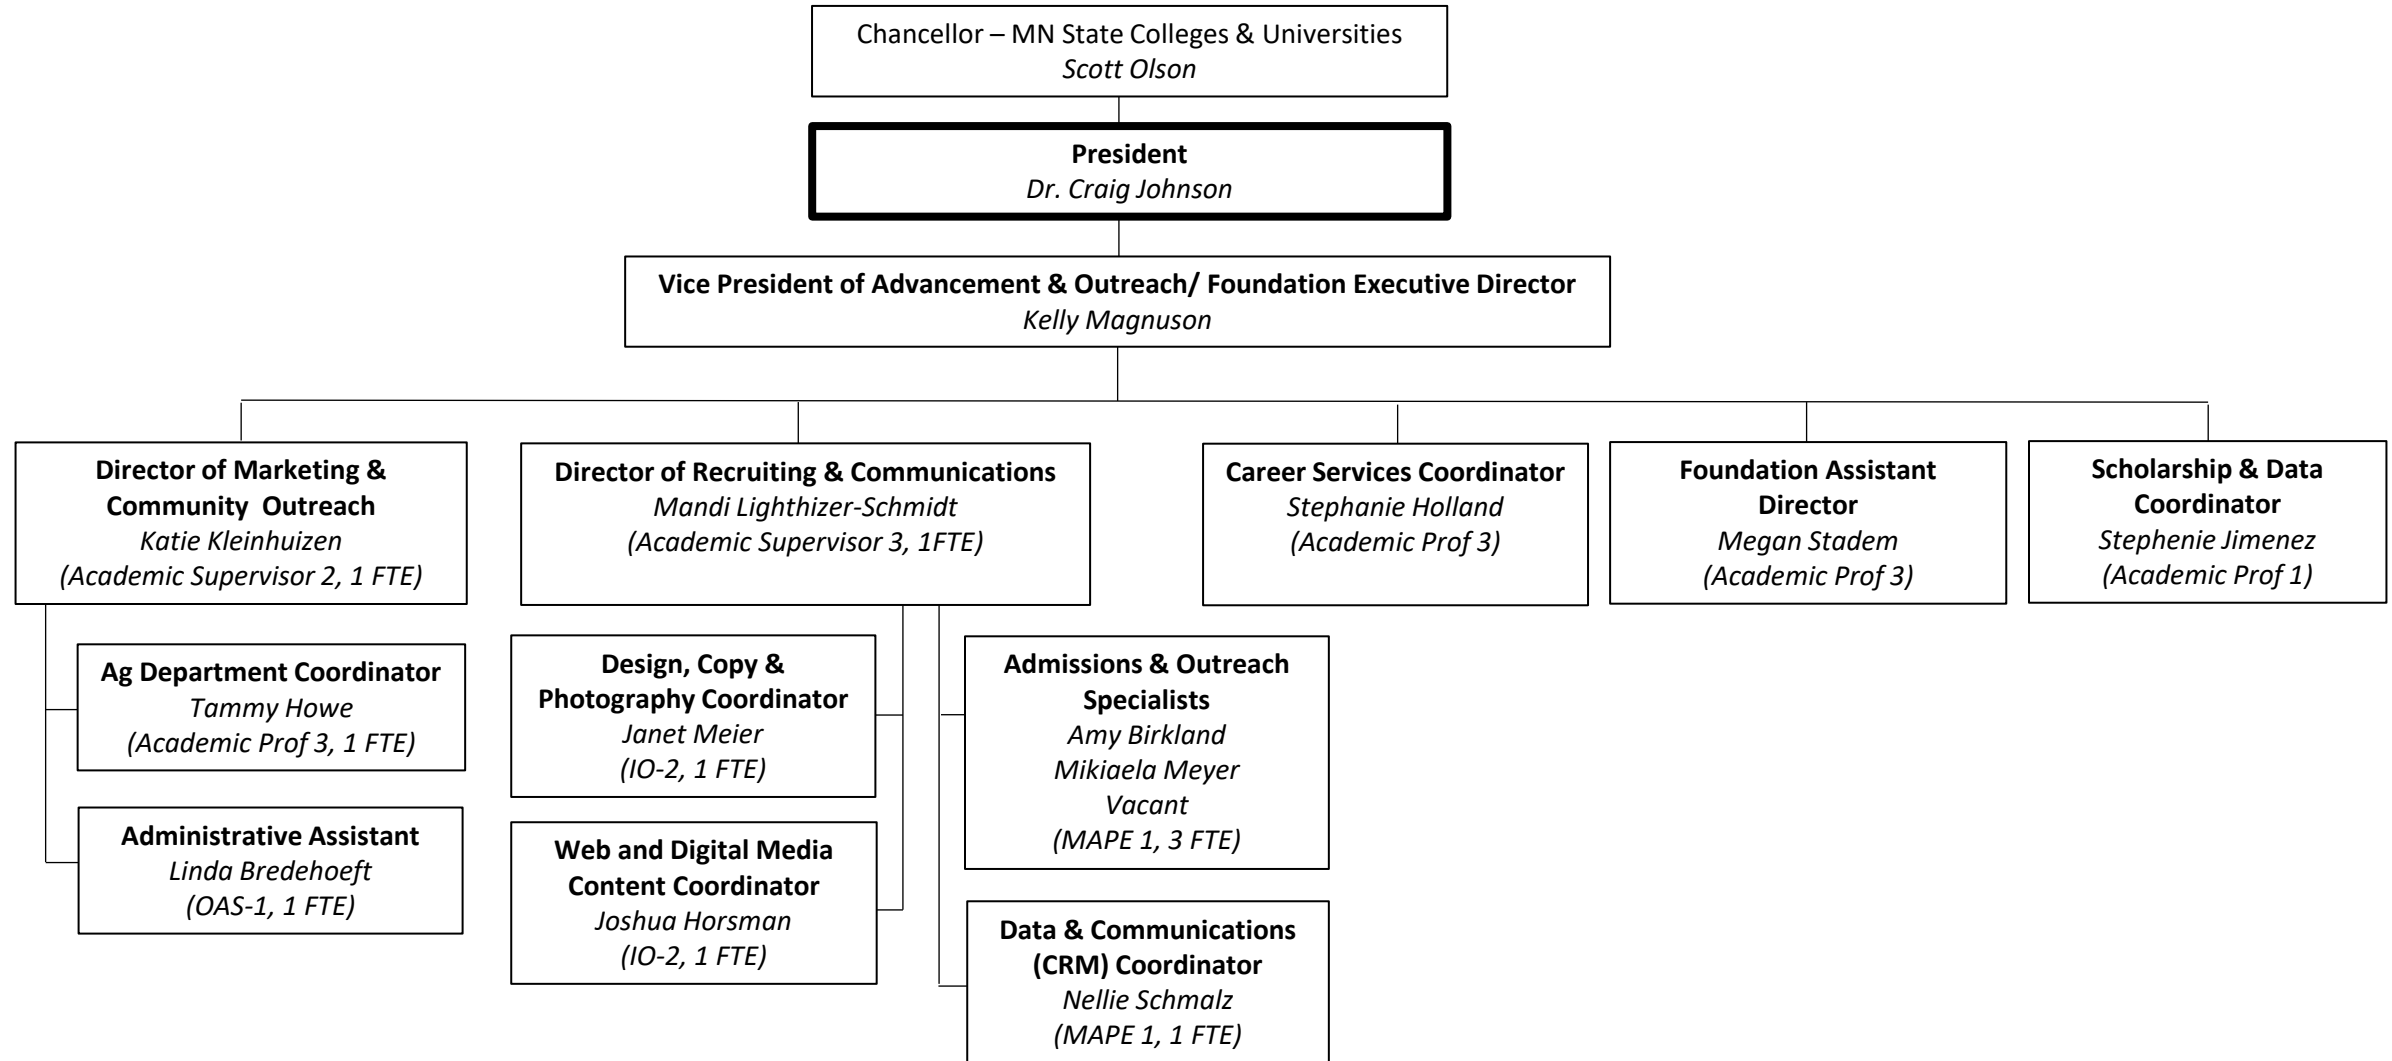 Chancellor – MN State Colleges & Universities
Scott Olson
President
Dr. Craig Johnson
Vice President of Advancement & Outreach/ Foundation Executive Director
Kelly Magnuson
Director of Marketing &
Community  Outreach
Katie Kleinhuizen
(Academic Supervisor 2, 1 FTE)
Director of Recruiting & Communications
Mandi Lighthizer-Schmidt
(Academic Supervisor 3, 1FTE)
Career Services Coordinator
Stephanie Holland
(Academic Prof 3)
Foundation Assistant
Director
Megan Stadem
(Academic Prof 3)
Scholarship & Data
Coordinator
Stephenie Jimenez
(Academic Prof 1)
Ag Department Coordinator
Tammy Howe
(Academic Prof 3, 1 FTE)
Administrative Assistant
Linda Bredehoeft
(OAS-1, 1 FTE)
Design, Copy &
Photography Coordinator
Janet Meier
(IO-2, 1 FTE)
Web and Digital Media
Content Coordinator
Joshua Horsman
(IO-2, 1 FTE)
Admissions & Outreach
Specialists
Amy Birkland
Mikiaela Meyer
Vacant
(MAPE 1, 3 FTE)
Data & Communications
(CRM) Coordinator
Nellie Schmalz
(MAPE 1, 1 FTE)